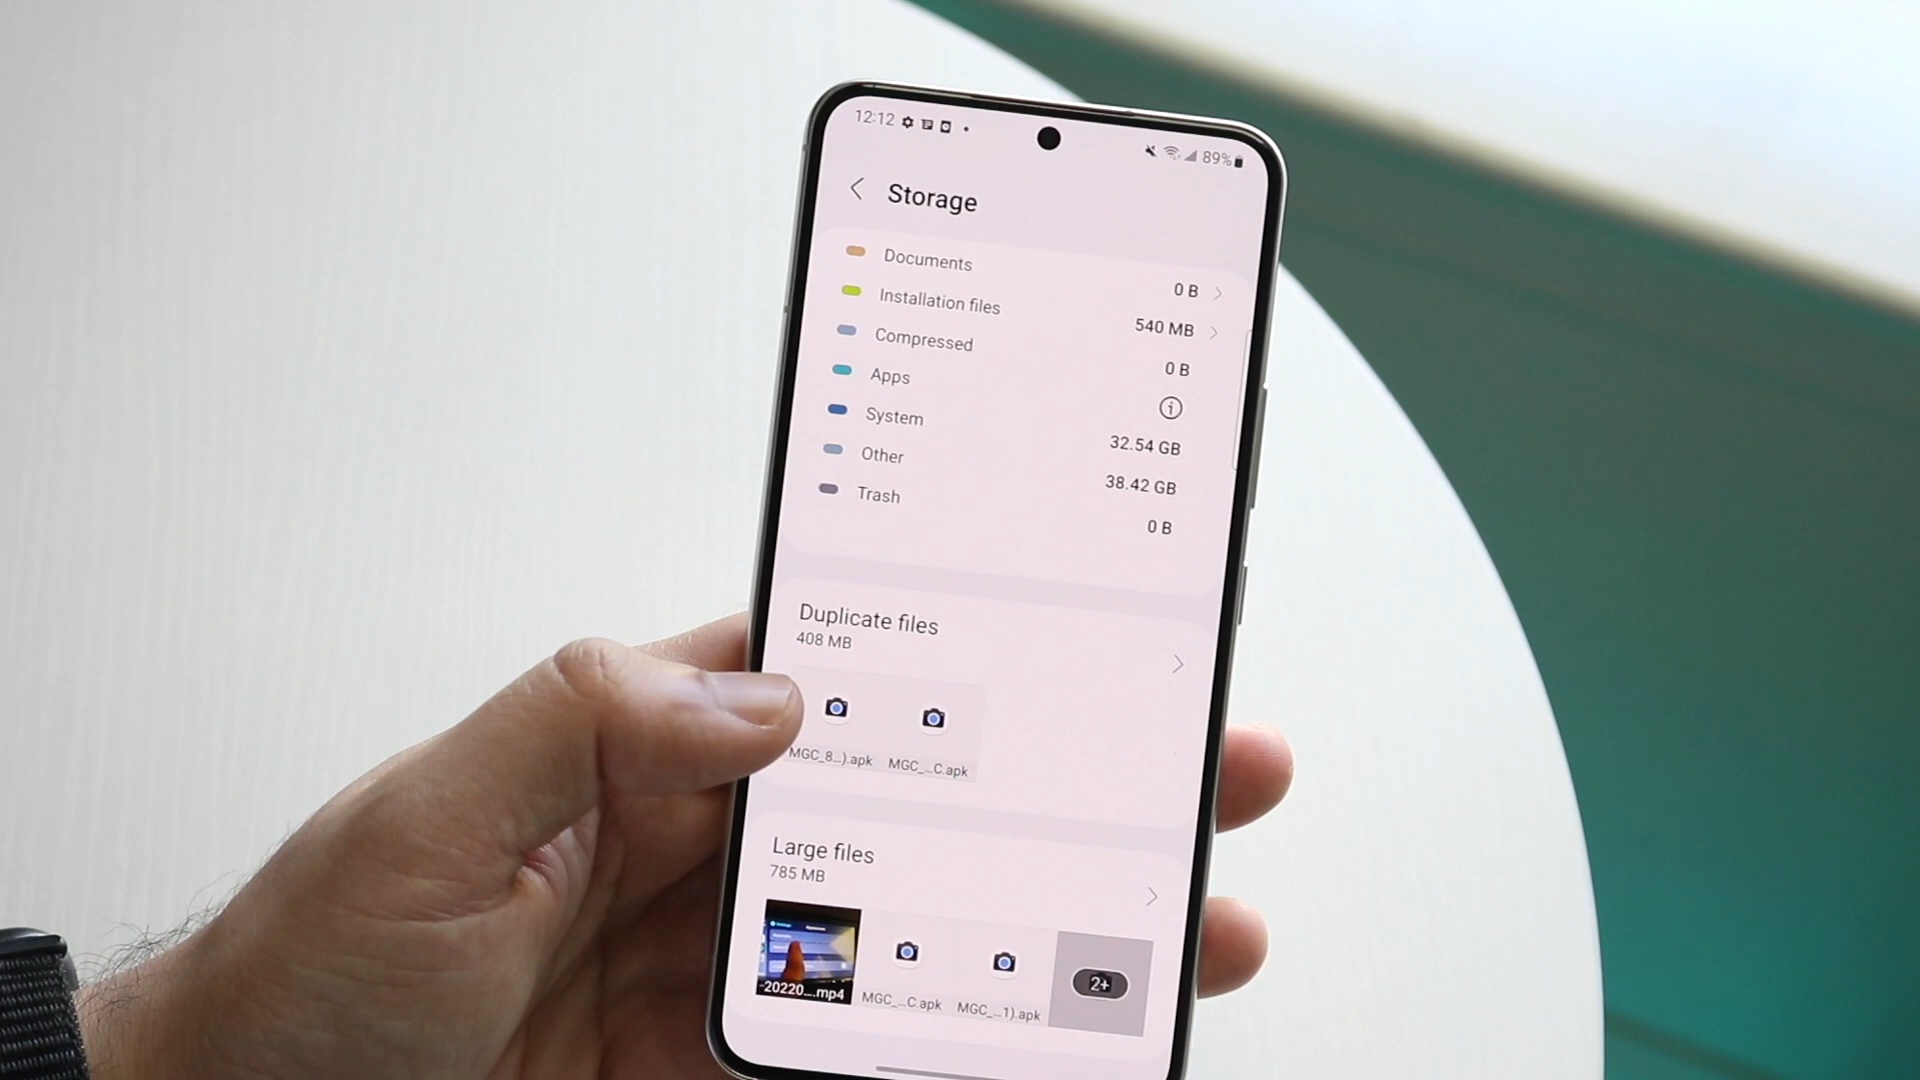 12:12 89%
Storage
Documents 0 B
Installation files 540 MB
Compressed 0 B
Apps
System 32.54 GB
Other 38.42 GB
Trash 0 B
Duplicate files
408 MB
MGC_8...).apk MGC_...C.apk
Large files
785 MB
-20220....mp4 MGC_...C.apk MGC_...1).apk 2+